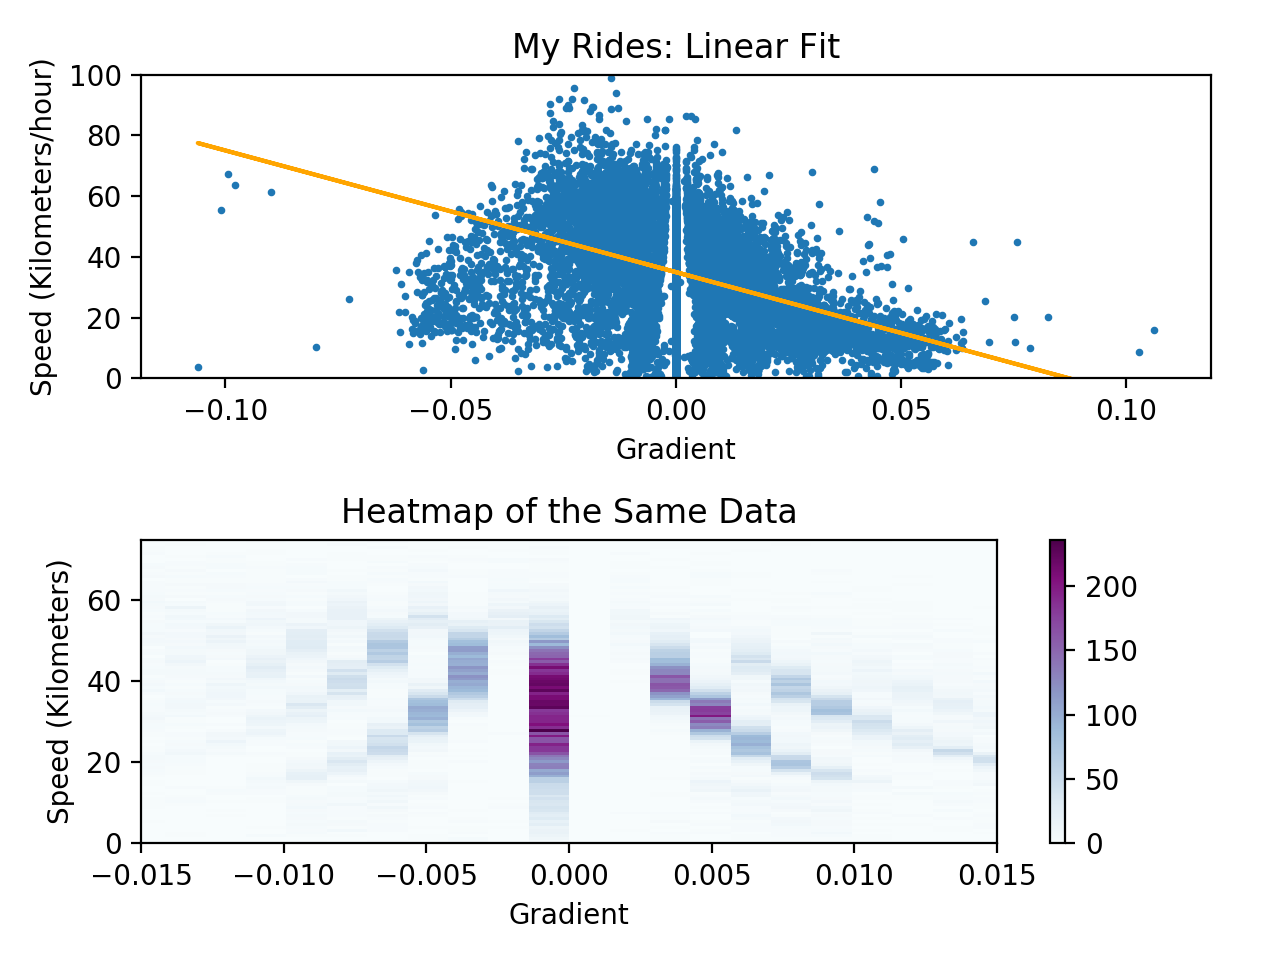 My Rides: Linear Fit
Speed (Kilometers/hour)
100
80
60
40
20
0
−0.10 −0.05 0.00 0.05 0.10
Gradient
Heatmap of the Same Data
Speed (Kilometers)
60
40
20
0
−0.015 −0.010 −0.005 0.000 0.005 0.010 0.015
Gradient
200
150
100
50
0